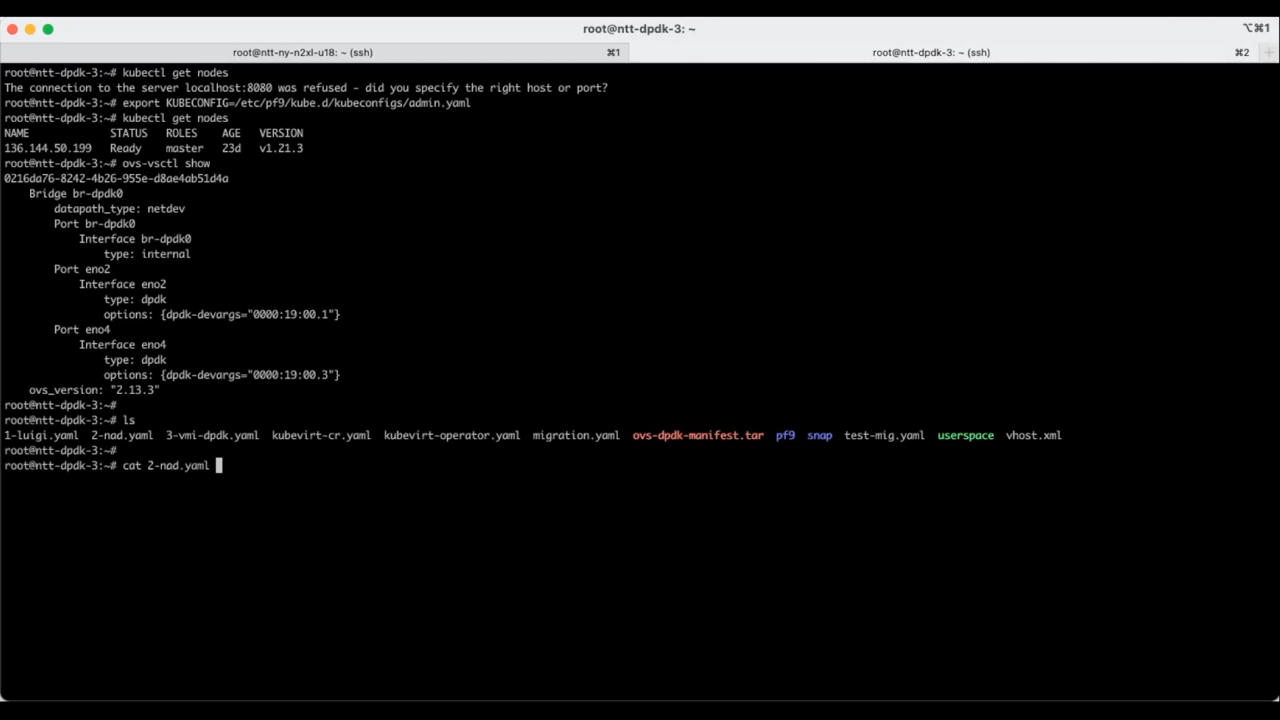 root@ntt-dpdk-3: ~
⌥⌘1
root@ntt-ny-n2xl-u18: ~ (ssh)
⌘1
root@ntt-dpdk-3: ~ (ssh)
⌘2
+
root@ntt-dpdk-3:~# kubectl get nodes
The connection to the server localhost:8080 was refused - did you specify the right host or port?
root@ntt-dpdk-3:~# export KUBECONFIG=/etc/pf9/kube.d/kubeconfigs/admin.yaml
root@ntt-dpdk-3:~# kubectl get nodes
NAME             STATUS   ROLES    AGE   VERSION
136.144.50.199   Ready    master   23d   v1.21.3
root@ntt-dpdk-3:~# ovs-vsctl show
0216da76-8242-4b26-955e-d8ae4ab51d4a
    Bridge br-dpdk0
        datapath_type: netdev
        Port br-dpdk0
            Interface br-dpdk0
                type: internal
        Port eno2
            Interface eno2
                type: dpdk
                options: {dpdk-devargs="0000:19:00.1"}
        Port eno4
            Interface eno4
                type: dpdk
                options: {dpdk-devargs="0000:19:00.3"}
    ovs_version: "2.13.3"
root@ntt-dpdk-3:~#
root@ntt-dpdk-3:~# ls
1-luigi.yaml  2-nad.yaml  3-vmi-dpdk.yaml  kubevirt-cr.yaml  kubevirt-operator.yaml  migration.yaml  ovs-dpdk-manifest.tar  pf9  snap  test-mig.yaml  userspace  vhost.xml
root@ntt-dpdk-3:~#
root@ntt-dpdk-3:~# cat 2-nad.yaml